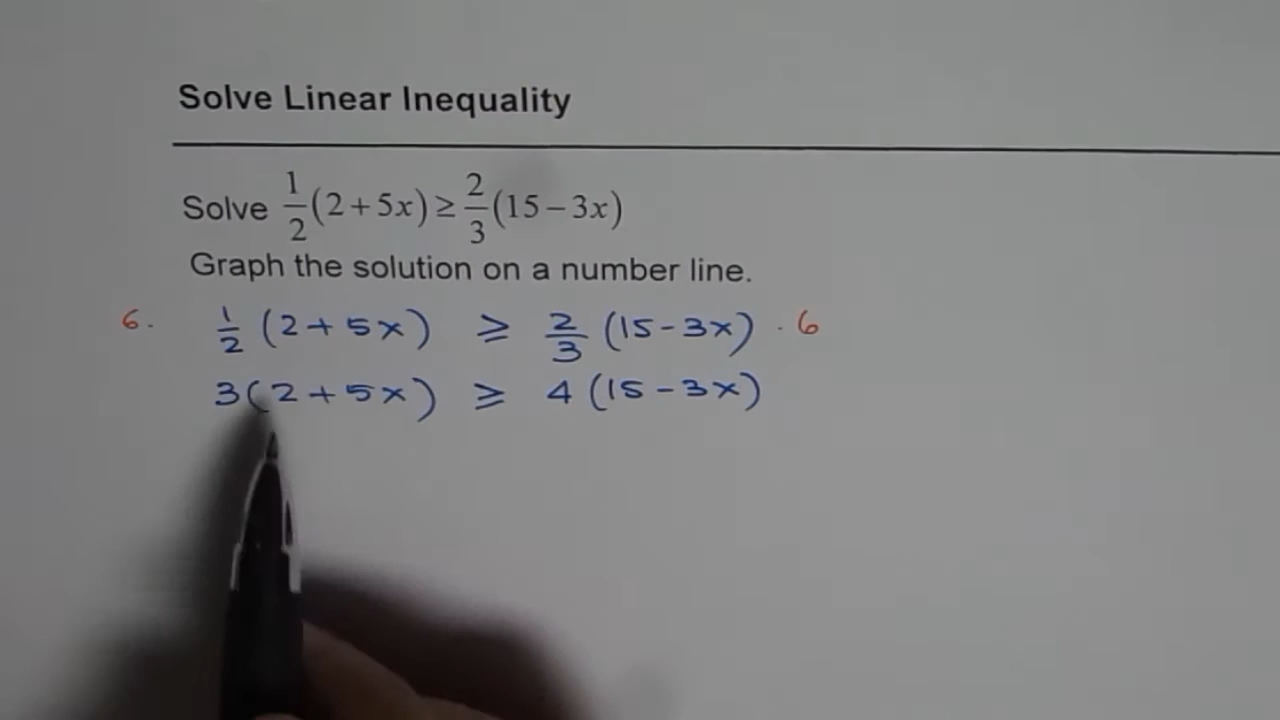 Solve Linear Inequality
Solve 1/2(2+5x)≥2/3(15−3x)
Graph the solution on a number line.
6. 1/2 (2+5x) ≥ 2/3 (15-3x) · 6
3(2+5x) ≥ 4(15-3x)